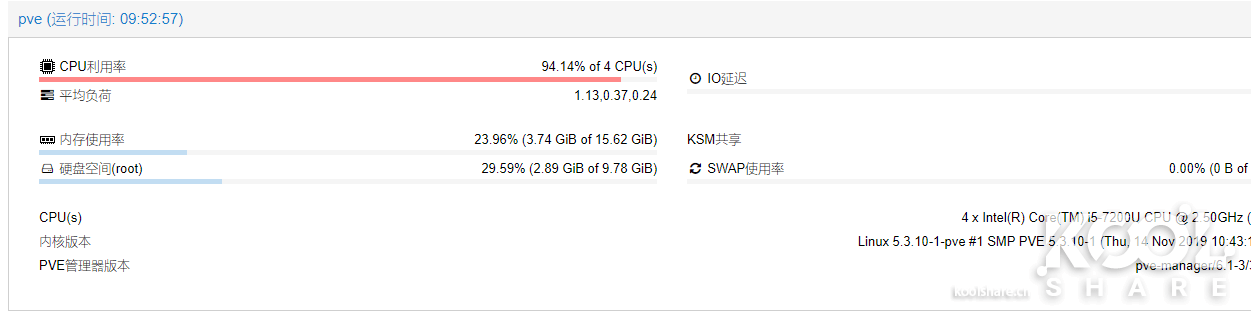 pve (运行时间: 09:52:57)
CPU利用率 94.14% of 4 CPU(s)
IO延迟
平均负荷 1.13,0.37,0.24
内存使用率 23.96% (3.74 GiB of 15.62 GiB)
KSM共享
硬盘空间(root) 29.59% (2.89 GiB of 9.78 GiB)
SWAP使用率 0.00% (0 B of
CPU(s) 4 x Intel(R) Core(TM) i5-7200U CPU @ 2.50GHz (
内核版本 Linux 5.3.10-1-pve #1 SMP PVE 5.3.10-1 (Thu, 14 Nov 2019 10:43:1
PVE管理器版本 pve-manager/6.1-3/
KOOL
koolshare.cn SHARE